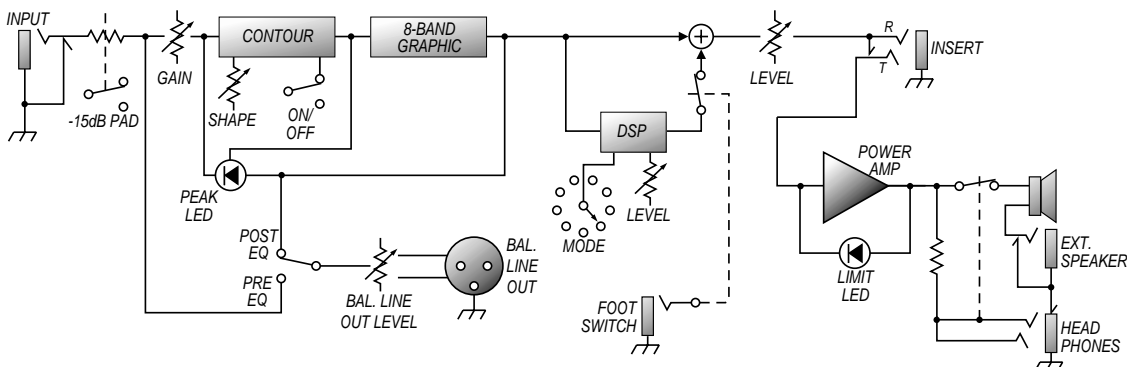 INPUT
-15dB PAD
GAIN
CONTOUR
SHAPE
ON/
OFF
8-BAND
GRAPHIC
PEAK
LED
POST
EQ
PRE
EQ
BAL. LINE
OUT LEVEL
BAL.
LINE
OUT
DSP
MODE
LEVEL
FOOT
SWITCH
LEVEL
R
T
INSERT
POWER
AMP
LIMIT
LED
EXT.
SPEAKER
HEAD
PHONES